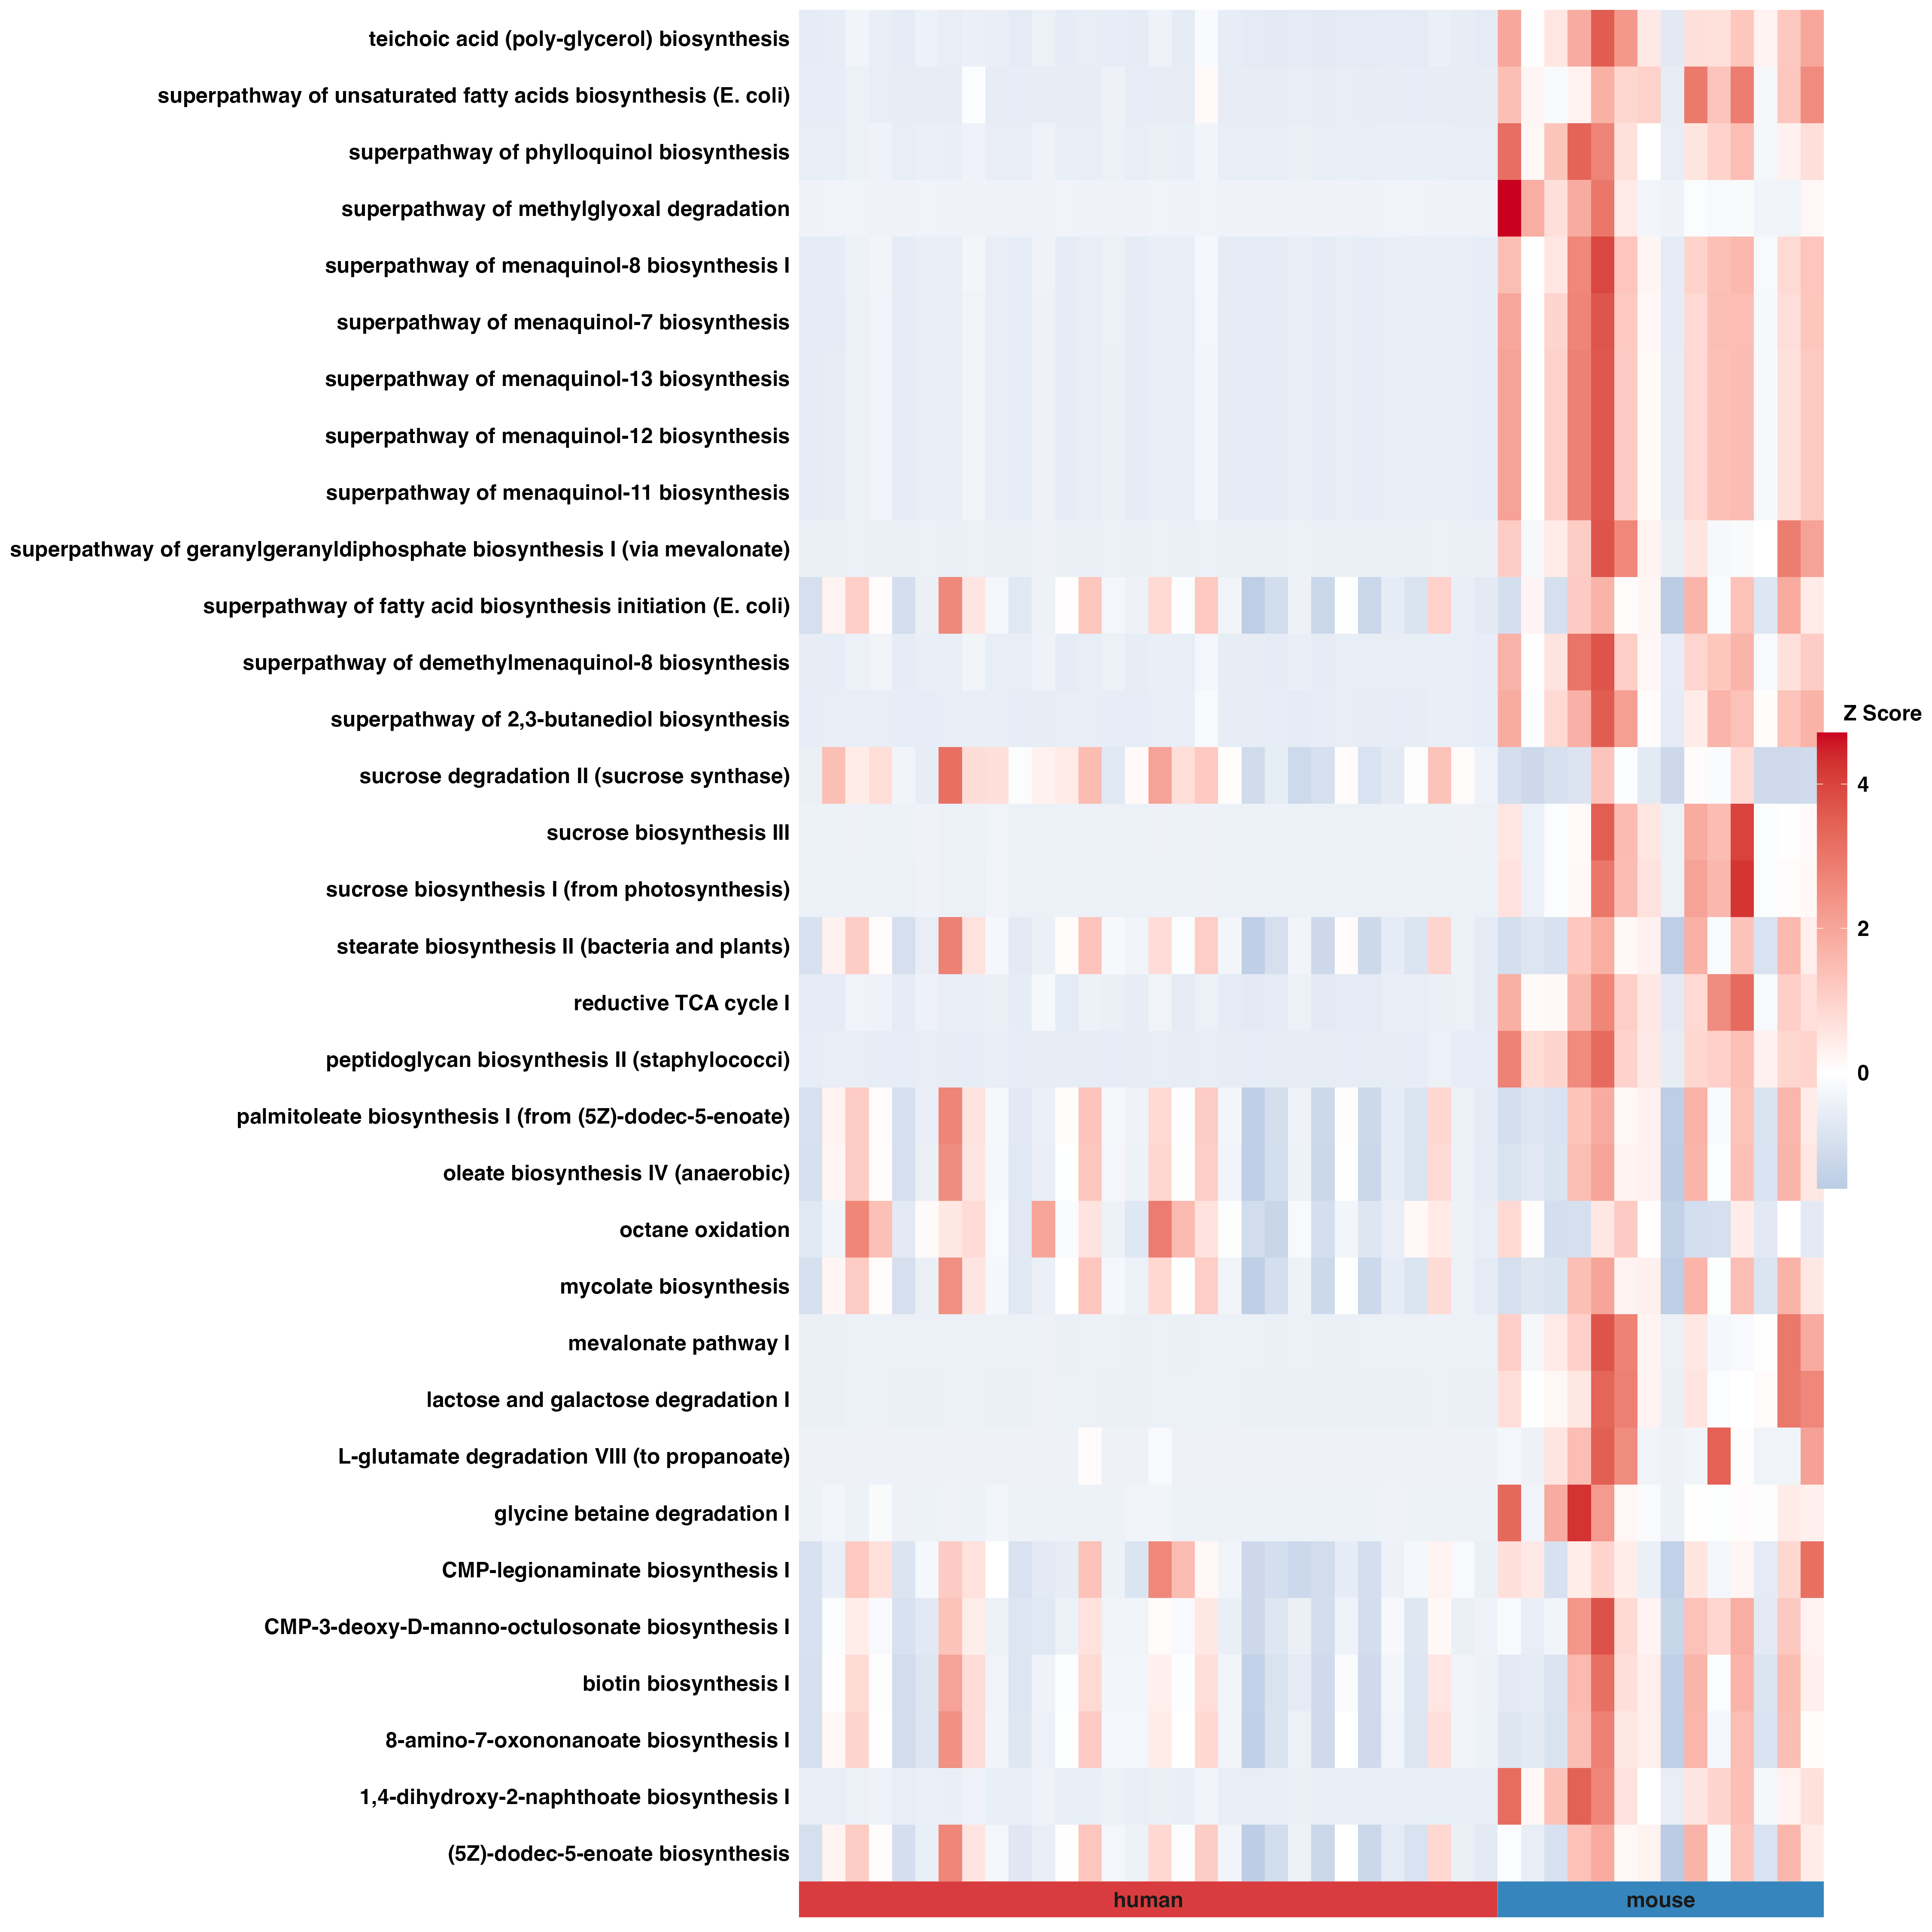 teichoic acid (poly-glycerol) biosynthesis
superpathway of unsaturated fatty acids biosynthesis (E. coli)
superpathway of phylloquinol biosynthesis
superpathway of methylglyoxal degradation
superpathway of menaquinol-8 biosynthesis I
superpathway of menaquinol-7 biosynthesis
superpathway of menaquinol-13 biosynthesis
superpathway of menaquinol-12 biosynthesis
superpathway of menaquinol-11 biosynthesis
superpathway of geranylgeranyldiphosphate biosynthesis I (via mevalonate)
superpathway of fatty acid biosynthesis initiation (E. coli)
superpathway of demethylmenaquinol-8 biosynthesis
superpathway of 2,3-butanediol biosynthesis
sucrose degradation II (sucrose synthase)
sucrose biosynthesis III
sucrose biosynthesis I (from photosynthesis)
stearate biosynthesis II (bacteria and plants)
reductive TCA cycle I
peptidoglycan biosynthesis II (staphylococci)
palmitoleate biosynthesis I (from (5Z)-dodec-5-enoate)
oleate biosynthesis IV (anaerobic)
octane oxidation
mycolate biosynthesis
mevalonate pathway I
lactose and galactose degradation I
L-glutamate degradation VIII (to propanoate)
glycine betaine degradation I
CMP-legionaminate biosynthesis I
CMP-3-deoxy-D-manno-octulosonate biosynthesis I
biotin biosynthesis I
8-amino-7-oxononanoate biosynthesis I
1,4-dihydroxy-2-naphthoate biosynthesis I
(5Z)-dodec-5-enoate biosynthesis
human
mouse
Z Score
4
2
0